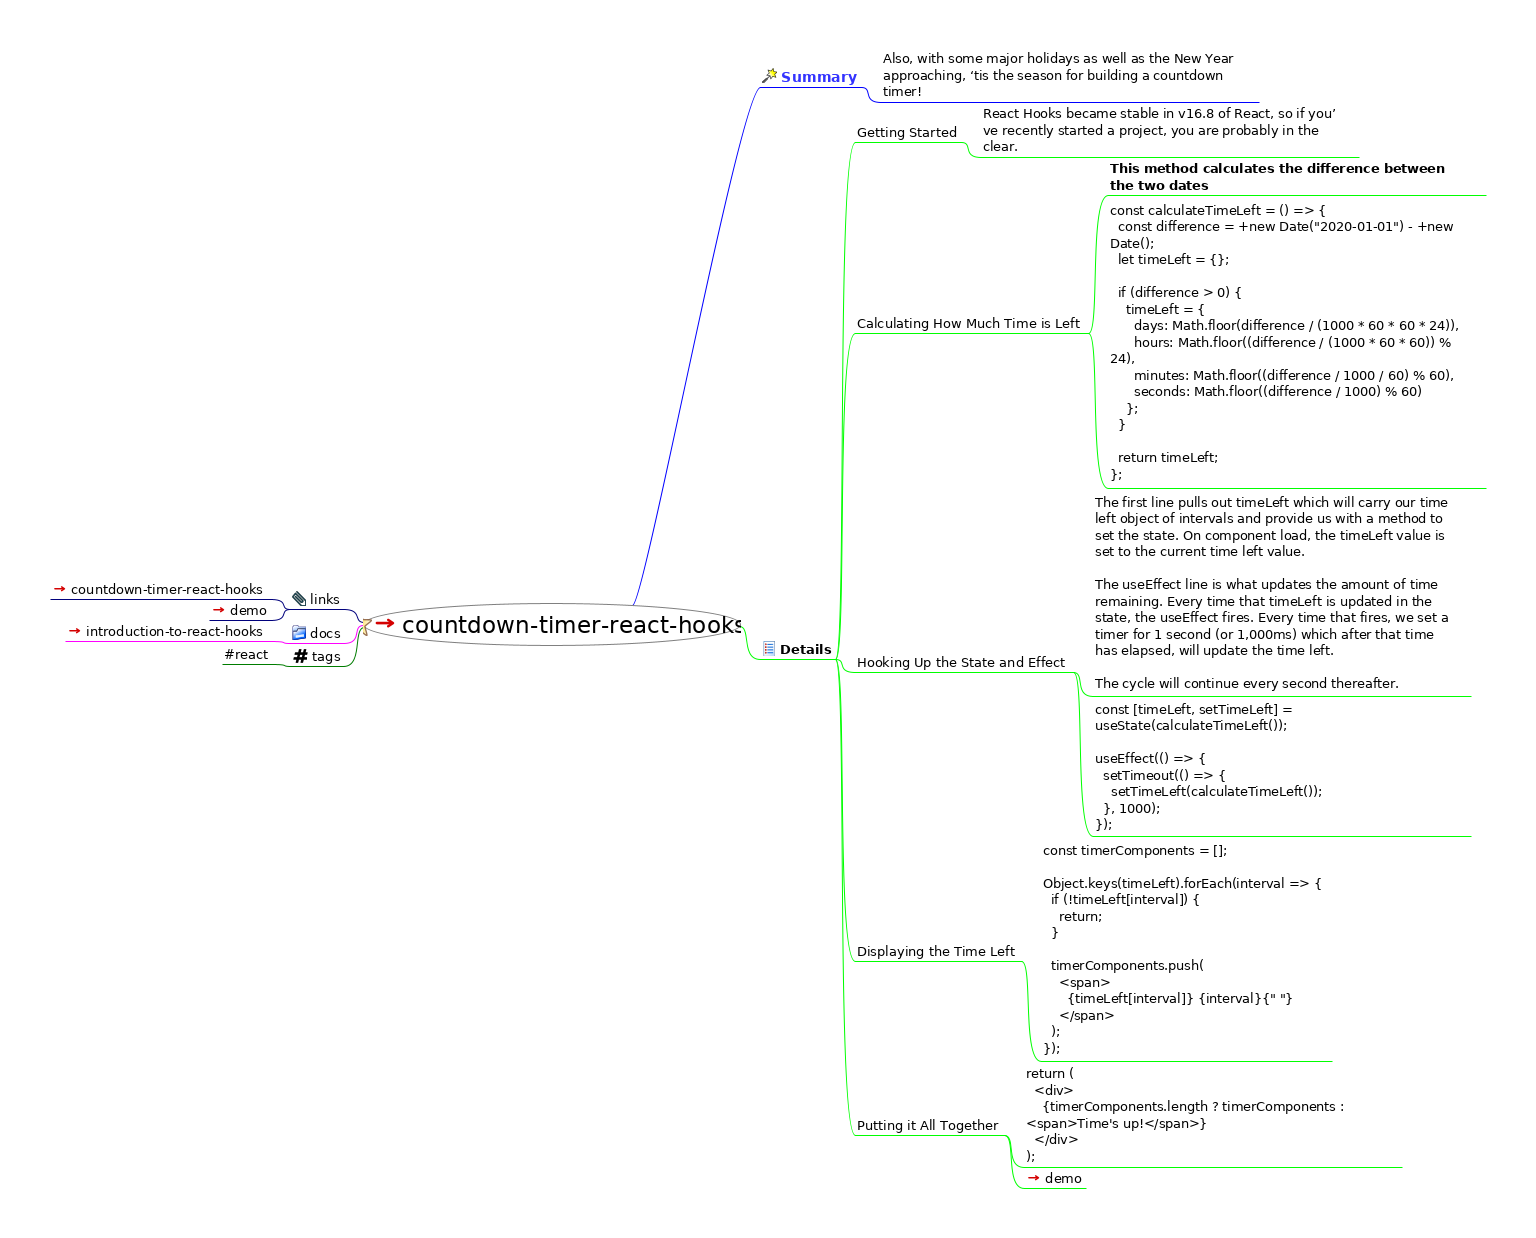 Summary
Also, with some major holidays as well as the New Year
approaching, ‘tis the season for building a countdown
timer!
Getting Started
React Hooks became stable in v16.8 of React, so if you’
ve recently started a project, you are probably in the
clear.
Calculating How Much Time is Left
This method calculates the difference between
the two dates
const calculateTimeLeft = () => {
  const difference = +new Date("2020-01-01") - +new
Date();
  let timeLeft = {};

  if (difference > 0) {
    timeLeft = {
      days: Math.floor(difference / (1000 * 60 * 60 * 24)),
      hours: Math.floor((difference / (1000 * 60 * 60)) %
24),
      minutes: Math.floor((difference / 1000 / 60) % 60),
      seconds: Math.floor((difference / 1000) % 60)
    };
  }

  return timeLeft;
};
The first line pulls out timeLeft which will carry our time
left object of intervals and provide us with a method to
set the state. On component load, the timeLeft value is
set to the current time left value.

The useEffect line is what updates the amount of time
remaining. Every time that timeLeft is updated in the
state, the useEffect fires. Every time that fires, we set a
timer for 1 second (or 1,000ms) which after that time
has elapsed, will update the time left.

The cycle will continue every second thereafter.
Hooking Up the State and Effect
const [timeLeft, setTimeLeft] =
useState(calculateTimeLeft());

useEffect(() => {
  setTimeout(() => {
    setTimeLeft(calculateTimeLeft());
  }, 1000);
});
countdown-timer-react-hooks
links
demo
countdown-timer-react-hooks
introduction-to-react-hooks
docs
#react
tags
Details
const timerComponents = [];

Object.keys(timeLeft).forEach(interval => {
  if (!timeLeft[interval]) {
    return;
  }

  timerComponents.push(
    <span>
      {timeLeft[interval]} {interval}{" "}
    </span>
  );
});
Displaying the Time Left
return (
  <div>
    {timerComponents.length ? timerComponents :
<span>Time's up!</span>}
  </div>
);
Putting it All Together
demo